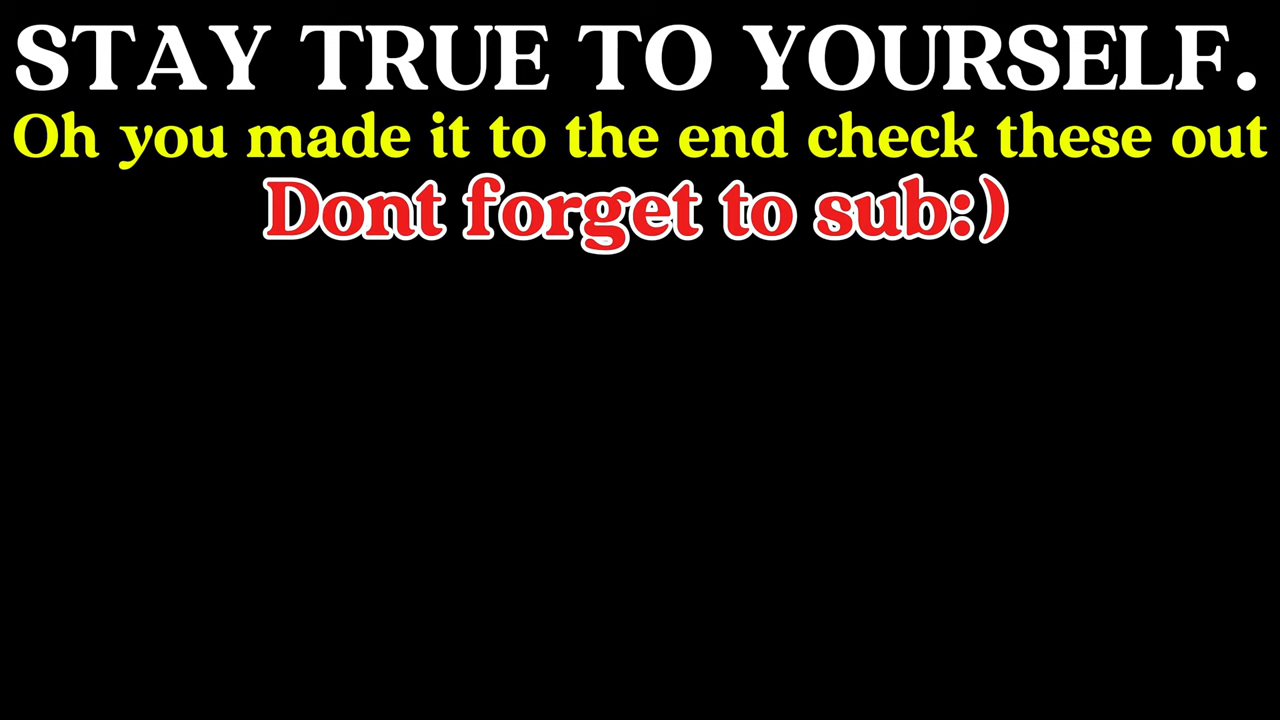 STAY TRUE TO YOURSELF.
Oh you made it to the end check these out
Dont forget to sub:)